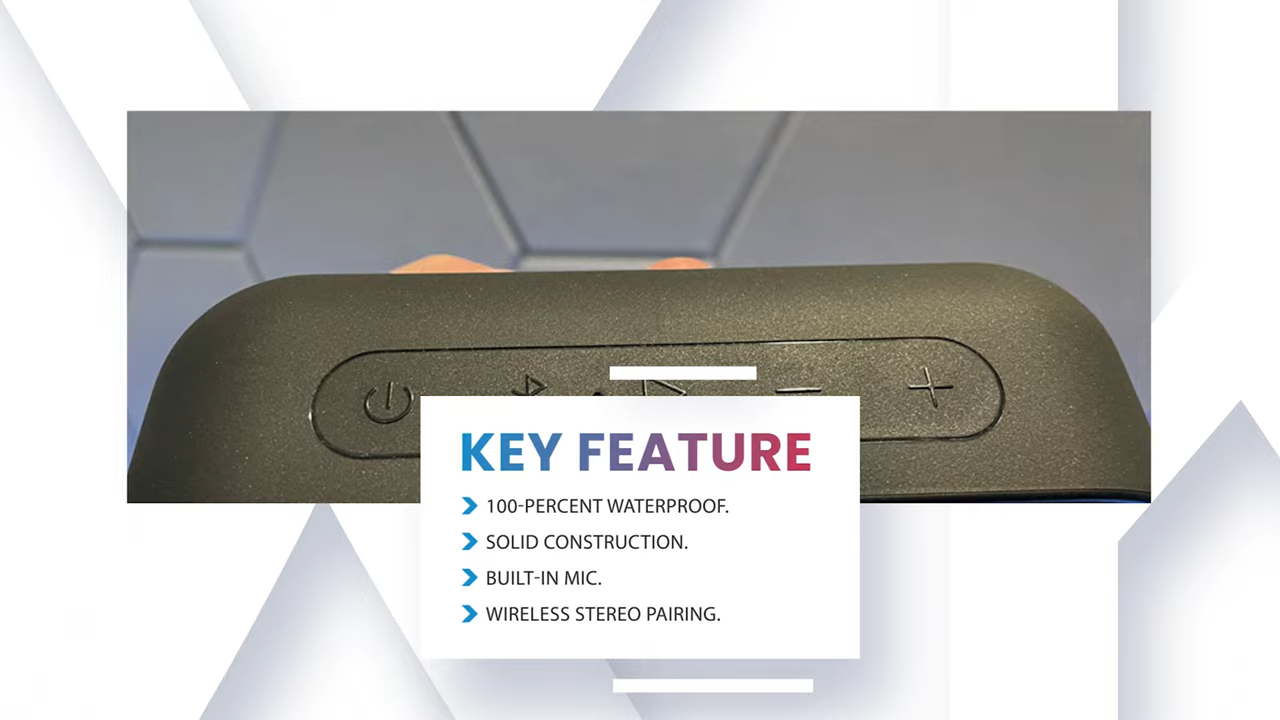 KEY FEATURE
100-PERCENT WATERPROOF.
SOLID CONSTRUCTION.
BUILT-IN MIC.
WIRELESS STEREO PAIRING.